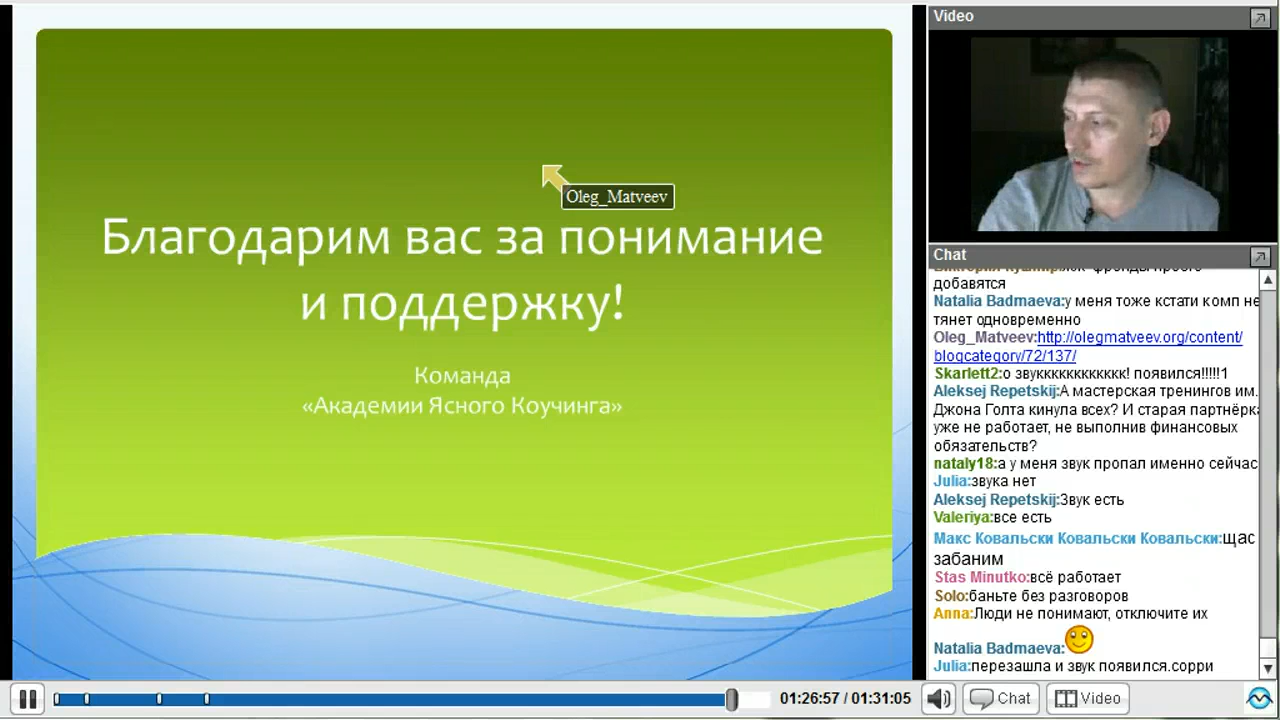 Благодарим вас за понимание
и поддержку!
Команда
«Академии Ясного Коучинга»
Oleg_Matveev
Video
Chat
добавятся
Natalia Badmaeva:у меня тоже кстати комп не
тянет одновременно
Oleg_Matveev:http://olegmatveev.org/content/
blogcategory/72/137/
Skarlett2:о звукккккккккккк! появился!!!!!1
Aleksej Repetskij:А мастерская тренингов им.
Джона Голта кинула всех? И старая партнёрка
уже не работает, не выполнив финансовых
обязательств?
nataly18:а у меня звук пропал именно сейчас
Julia:звука нет
Aleksej Repetskij:Звук есть
Valeriya:все есть
Макс Ковальски Ковальски Ковальски:щас
забаним
Stas Minutko:всё работает
Solo:баньте без разговоров
Anna:Люди не понимают, отключите их
Natalia Badmaeva:
Julia:перезашла и звук появился.сорри
01:26:57 / 01:31:05
Chat
Video